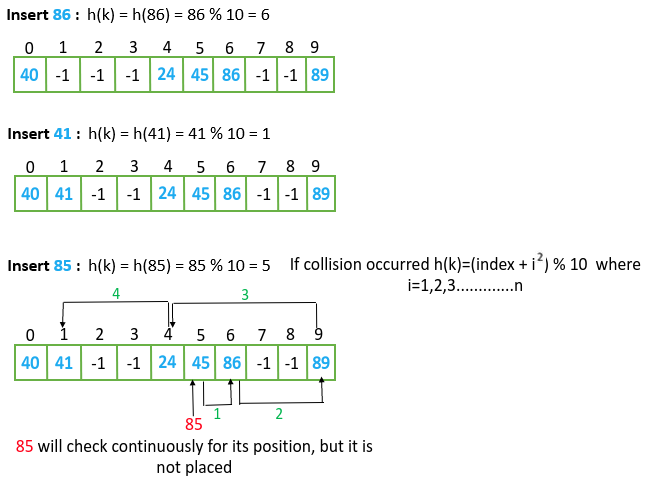 Insert 86 : h(k) = h(86) = 86 % 10 = 6
0 1 2 3 4 5 6 7 8 9
40 -1 -1 -1 24 45 86 -1 -1 89
Insert 41 : h(k) = h(41) = 41 % 10 = 1
0 1 2 3 4 5 6 7 8 9
40 41 -1 -1 24 45 86 -1 -1 89
Insert 85 : h(k) = h(85) = 85 % 10 = 5
If collision occurred h(k)=(index + i²) % 10 where
i=1,2,3.............n
4 3
0 1 2 3 4 5 6 7 8 9
40 41 -1 -1 24 45 86 -1 -1 89
1 2
85
85 will check continuously for its position, but it is
not placed